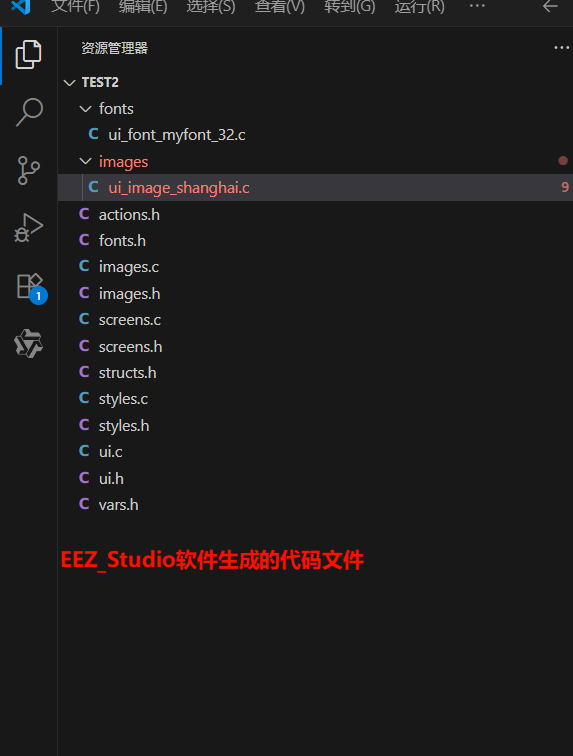 文件(F) 编辑(E) 选择(S) 查看(V) 转到(G) 运行(R) ···
资源管理器 ···
TEST2
fonts
C ui_font_myfont_32.c
images
C ui_image_shanghai.c 9
C actions.h
C fonts.h
C images.c
C images.h
C screens.c
C screens.h
C structs.h
C styles.c
C styles.h
C ui.c
C ui.h
C vars.h
1
EEZ_Studio软件生成的代码文件